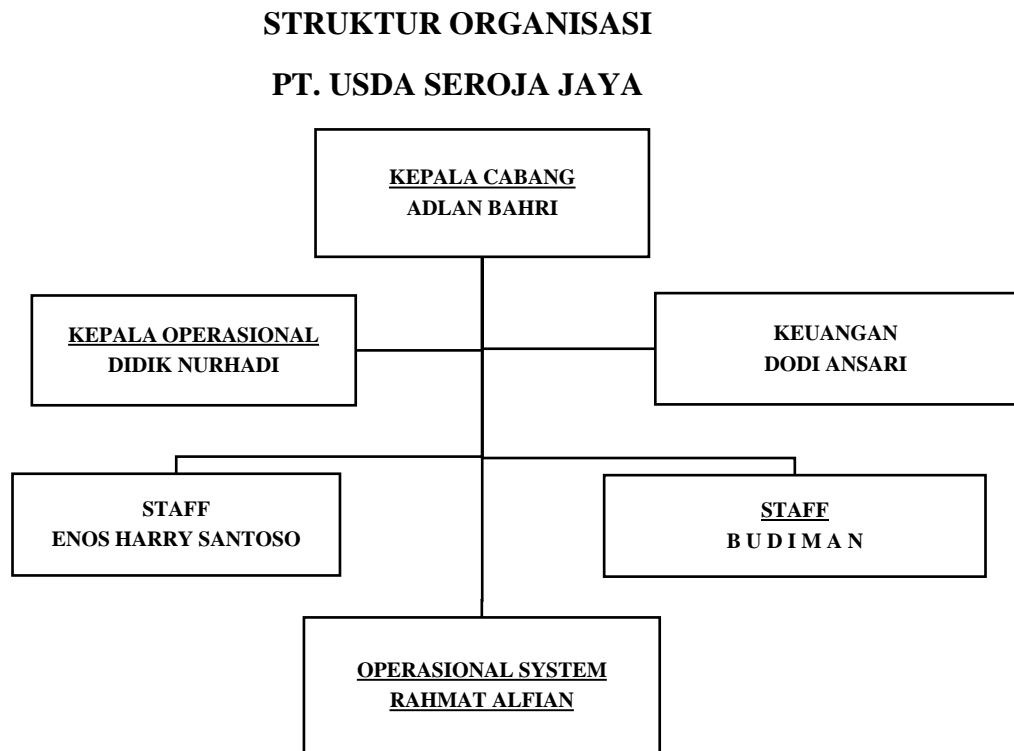 STRUKTUR ORGANISASI
PT. USDA SEROJA JAYA
KEPALA CABANG
ADLAN BAHRI
KEPALA OPERASIONAL
DIDIK NURHADI
KEUANGAN
DODI ANSARI
STAFF
ENOS HARRY SANTOSO
STAFF
B U D I M A N
OPERASIONAL SYSTEM
RAHMAT ALFIAN